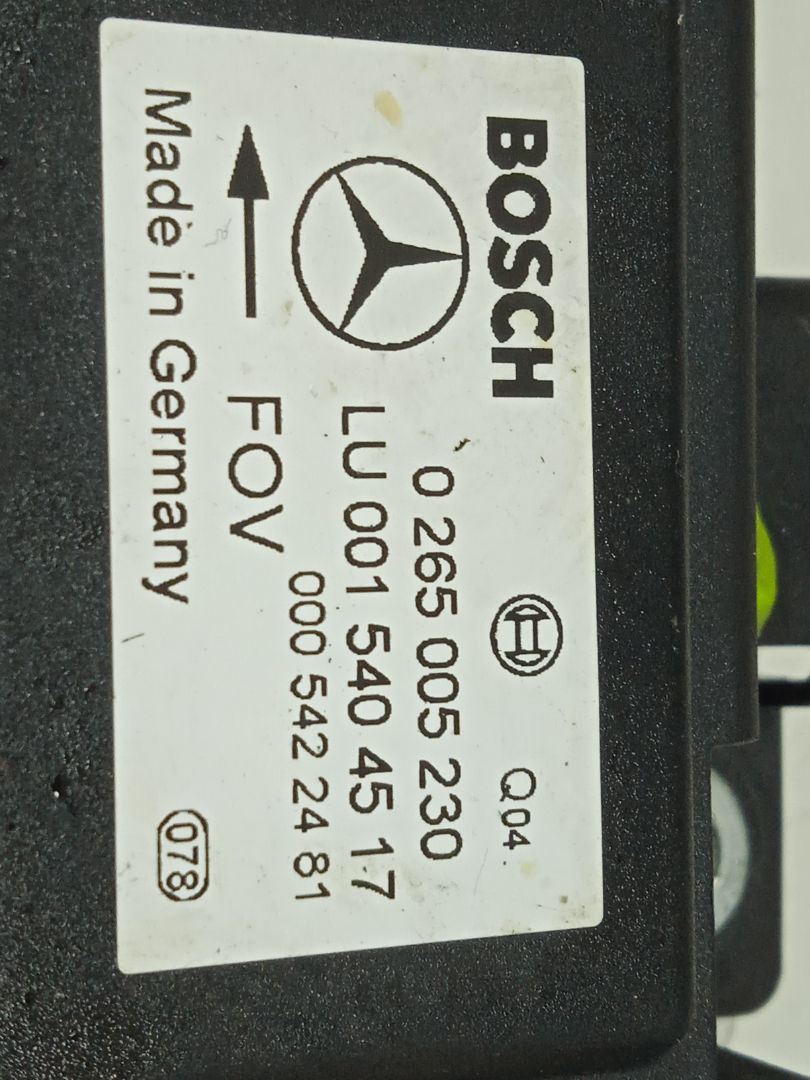 BOSCH
Q04
0 265 005 230
LU 001 540 45 17
000 542 24 81
FOV
Made in Germany
078